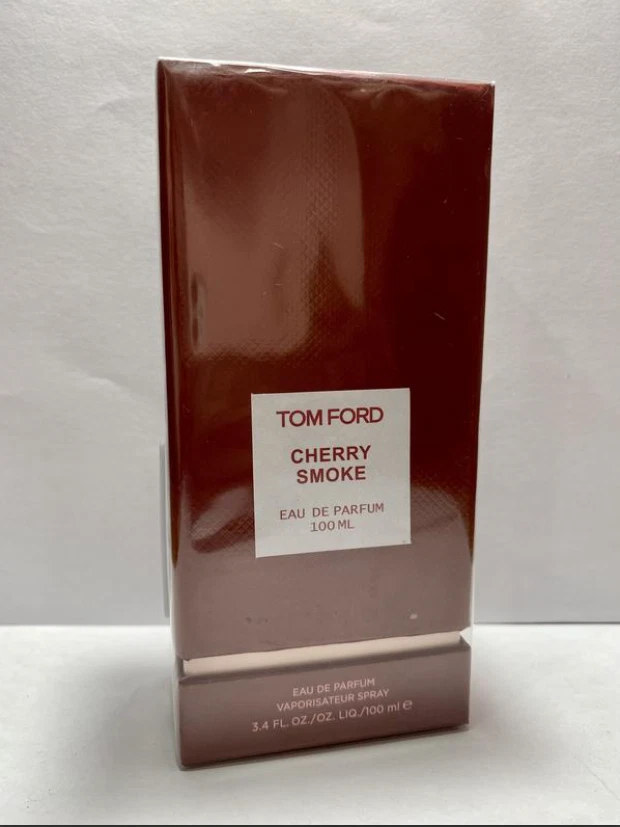 TOM FORD
CHERRY
SMOKE
EAU DE PARFUM
100 ML
EAU DE PARFUM
VAPORISATEUR SPRAY
3.4 FL. OZ./OZ. LIQ./100 ml ℮